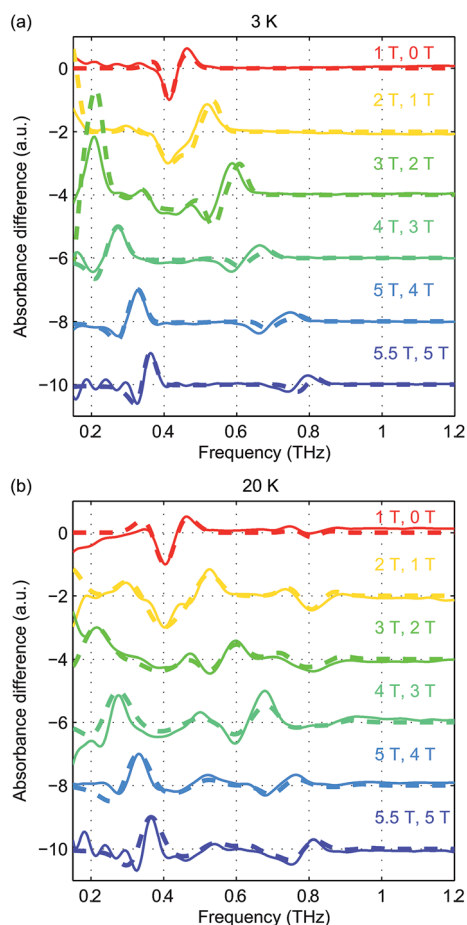 (a) 3 K
Absorbance difference (a.u.)
0
−2
−4
−6
−8
−10
1 T, 0 T
2 T, 1 T
3 T, 2 T
4 T, 3 T
5 T, 4 T
5.5 T, 5 T
0.2 0.4 0.6 0.8 1 1.2
Frequency (THz)
(b) 20 K
Absorbance difference (a.u.)
0
−2
−4
−6
−8
−10
1 T, 0 T
2 T, 1 T
3 T, 2 T
4 T, 3 T
5 T, 4 T
5.5 T, 5 T
0.2 0.4 0.6 0.8 1 1.2
Frequency (THz)